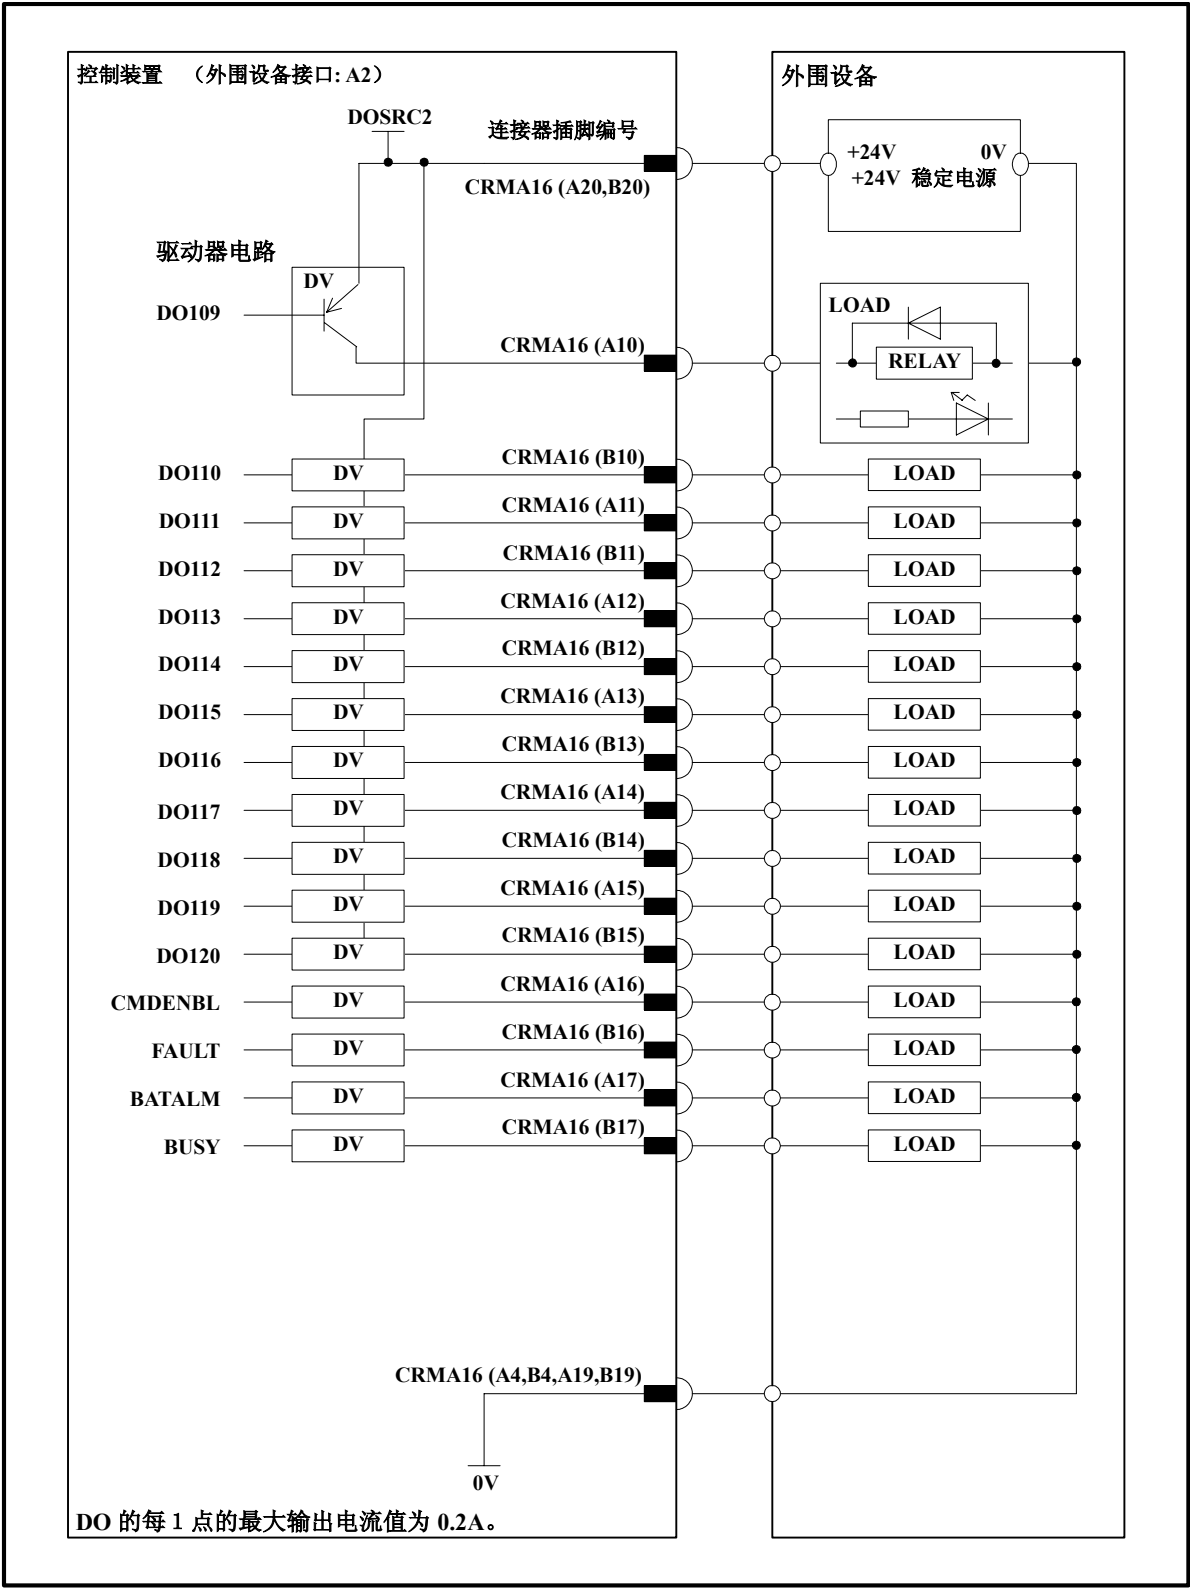 控制装置 （外围设备接口: A2）
外围设备
DOSRC2
连接器插脚编号
CRMA16 (A20,B20)
+24V 0V
+24V 稳定电源
驱动器电路
DV
DO109
CRMA16 (A10)
LOAD
RELAY
DO110 DV CRMA16 (B10) LOAD
DO111 DV CRMA16 (A11) LOAD
DO112 DV CRMA16 (B11) LOAD
DO113 DV CRMA16 (A12) LOAD
DO114 DV CRMA16 (B12) LOAD
DO115 DV CRMA16 (A13) LOAD
DO116 DV CRMA16 (B13) LOAD
DO117 DV CRMA16 (A14) LOAD
DO118 DV CRMA16 (B14) LOAD
DO119 DV CRMA16 (A15) LOAD
DO120 DV CRMA16 (B15) LOAD
CMDENBL DV CRMA16 (A16) LOAD
FAULT DV CRMA16 (B16) LOAD
BATALM DV CRMA16 (A17) LOAD
BUSY DV CRMA16 (B17) LOAD
CRMA16 (A4,B4,A19,B19)
0V
DO 的每１点的最大输出电流值为 0.2A。